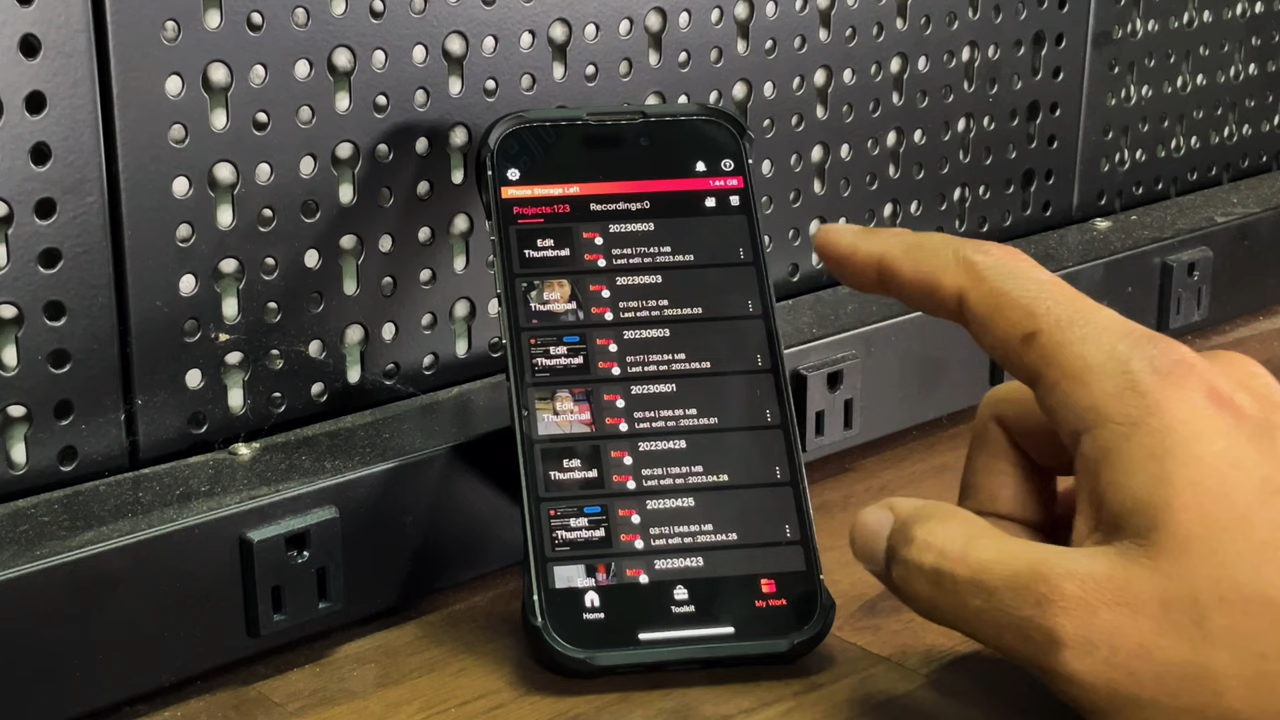 Phone Storage Left 1.44 GB
Projects:123 Recordings:0
20230503
Edit Thumbnail
Intro
Outro
00:48|771.43 MB
Last edit on :2023.05.03
20230503
Edit Thumbnail
Intro
Outro
01:00|1.20 GB
Last edit on :2023.05.03
20230503
Edit Thumbnail
Intro
Outro
01:17|250.94 MB
Last edit on :2023.05.03
20230501
Edit Thumbnail
Intro
Outro
00:54|356.95 MB
Last edit on :2023.05.01
20230428
Edit Thumbnail
Intro
Outro
00:28|139.91 MB
Last edit on :2023.04.28
20230425
Edit Thumbnail
Intro
Outro
03:12|548.90 MB
Last edit on :2023.04.25
20230423
Edit
Intro
Home Toolkit My Work